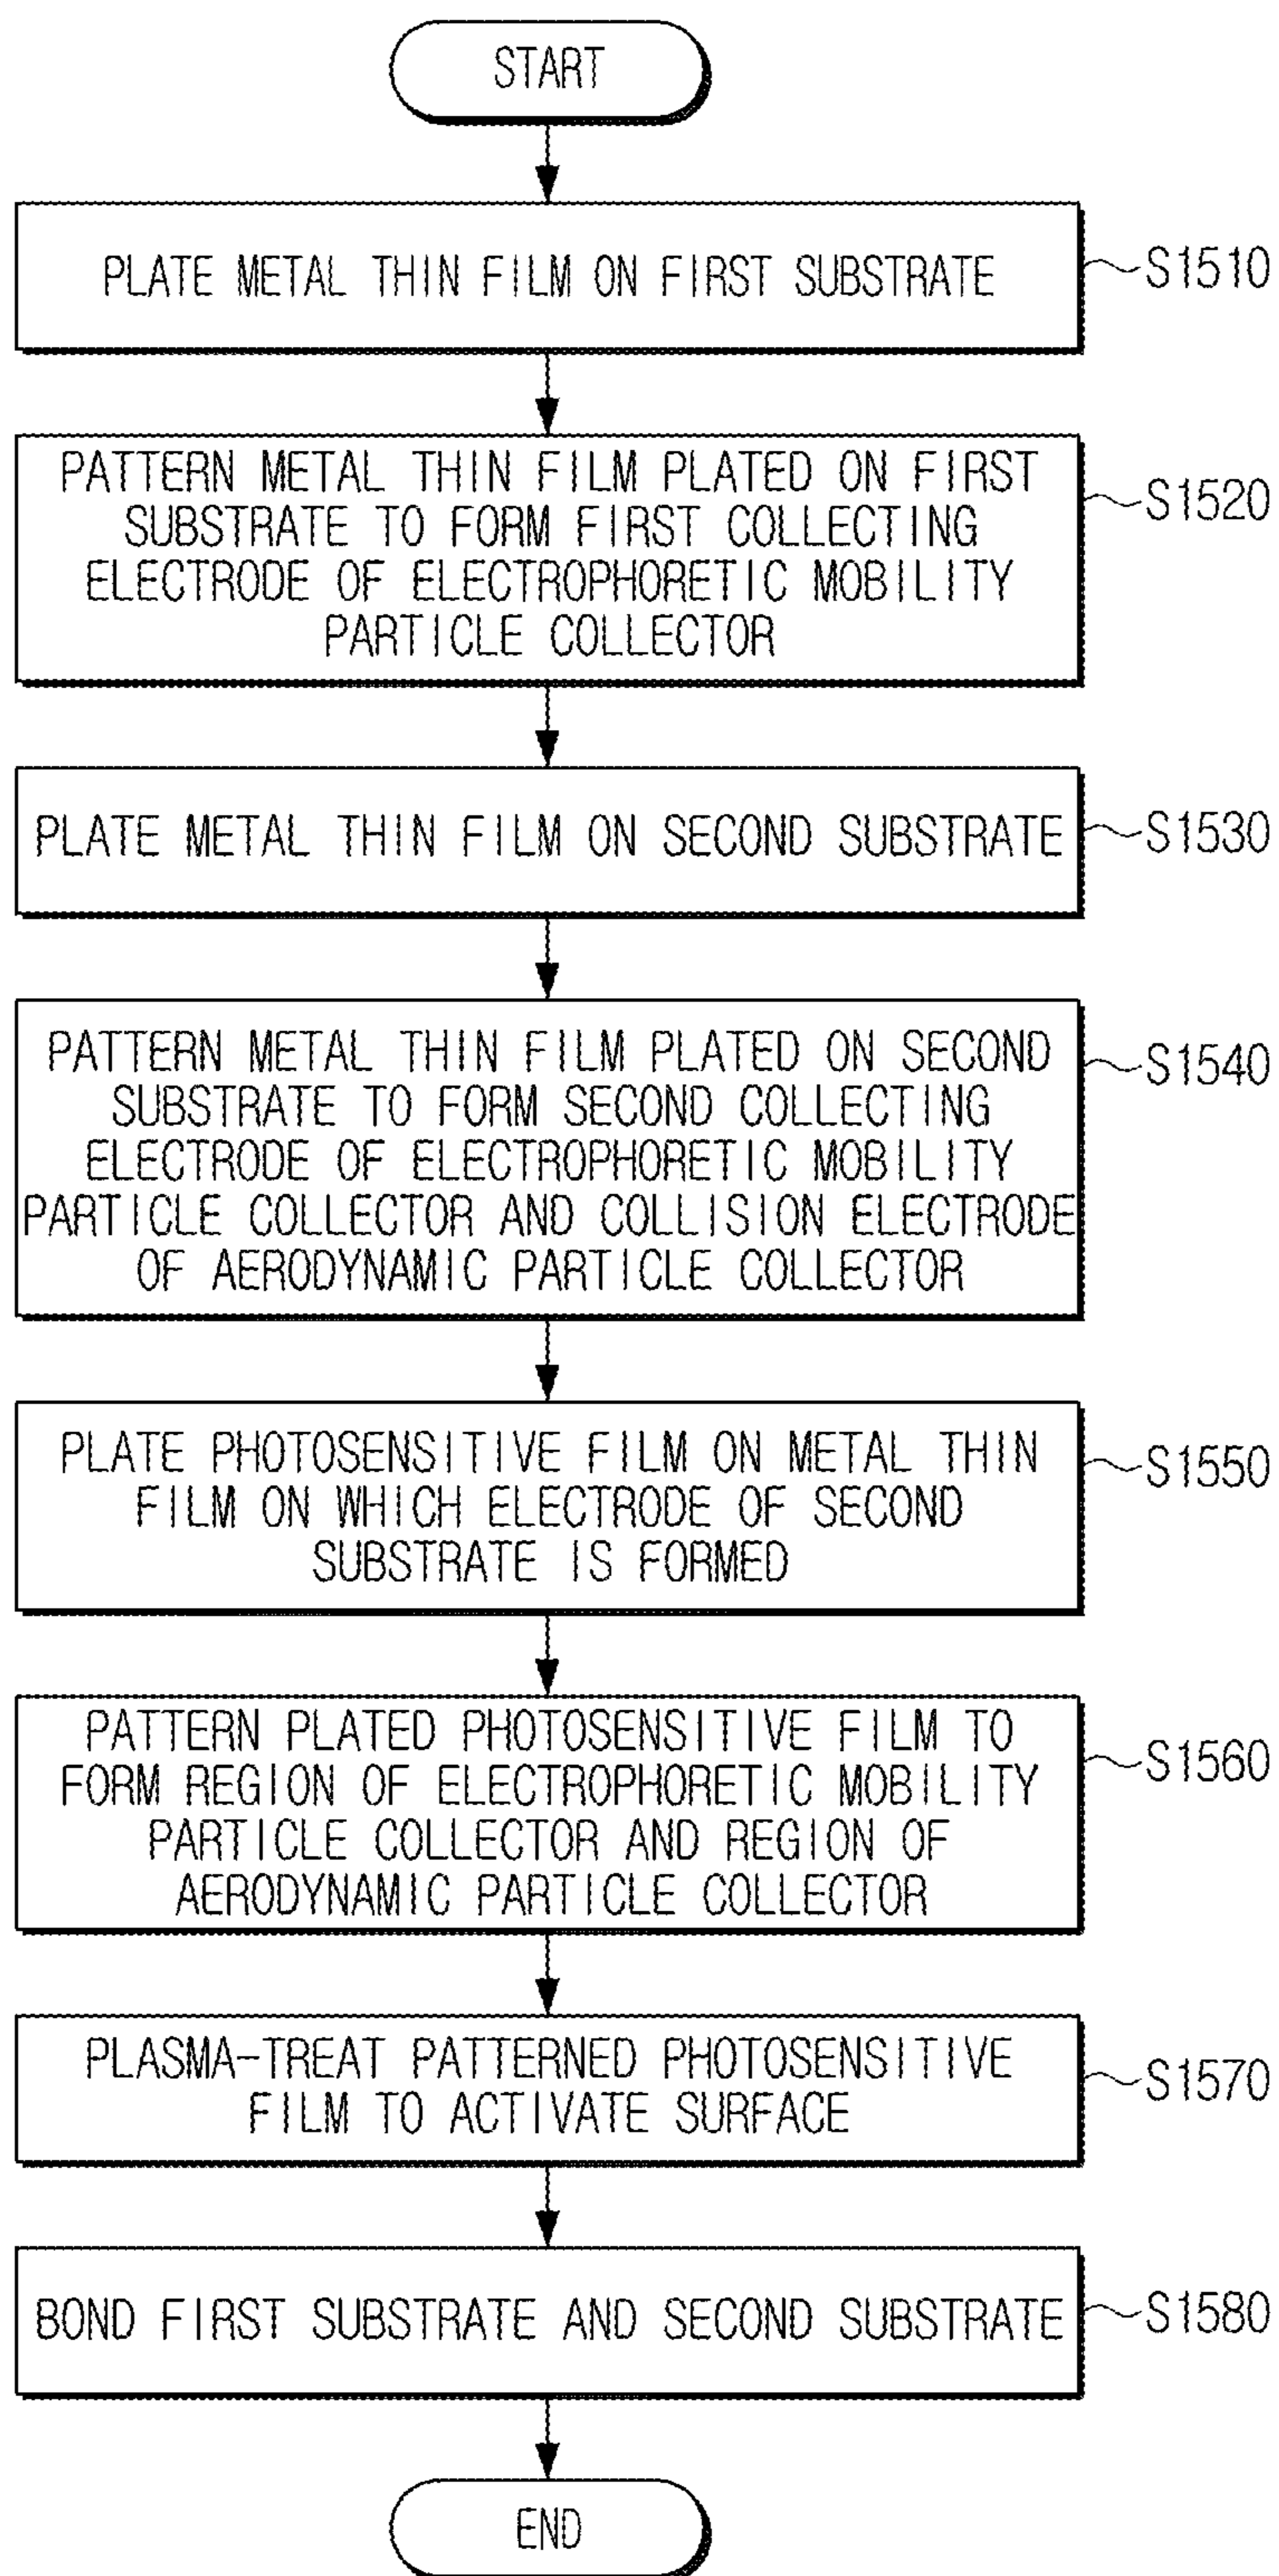 START
PLATE METAL THIN FILM ON FIRST SUBSTRATE
S1510
PATTERN METAL THIN FILM PLATED ON FIRST
SUBSTRATE TO FORM FIRST COLLECTING
ELECTRODE OF ELECTROPHORETIC MOBILITY
PARTICLE COLLECTOR
S1520
PLATE METAL THIN FILM ON SECOND SUBSTRATE
S1530
PATTERN METAL THIN FILM PLATED ON SECOND
SUBSTRATE TO FORM SECOND COLLECTING
ELECTRODE OF ELECTROPHORETIC MOBILITY
PARTICLE COLLECTOR AND COLLISION ELECTRODE
OF AERODYNAMIC PARTICLE COLLECTOR
S1540
PLATE PHOTOSENSITIVE FILM ON METAL THIN
FILM ON WHICH ELECTRODE OF SECOND
SUBSTRATE IS FORMED
S1550
PATTERN PLATED PHOTOSENSITIVE FILM TO
FORM REGION OF ELECTROPHORETIC MOBILITY
PARTICLE COLLECTOR AND REGION OF
AERODYNAMIC PARTICLE COLLECTOR
S1560
PLASMA-TREAT PATTERNED PHOTOSENSITIVE
FILM TO ACTIVATE SURFACE
S1570
BOND FIRST SUBSTRATE AND SECOND SUBSTRATE
S1580
END